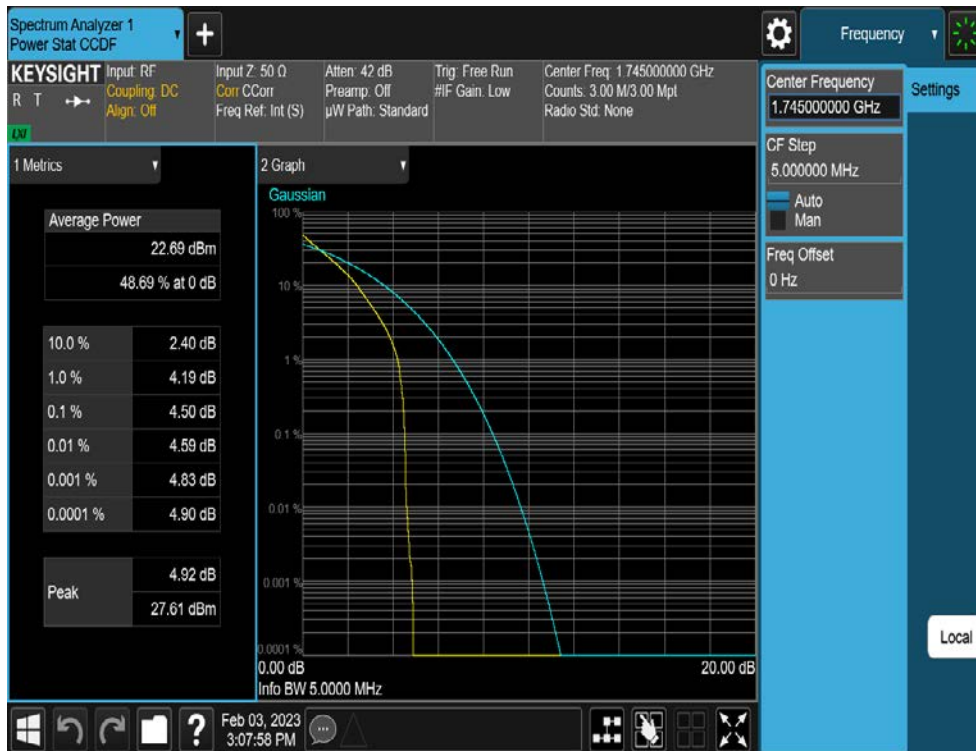 Spectrum Analyzer 1
Power Stat CCDF
Frequency
KEYSIGHT
R T
LXI
Input: RF
Coupling: DC
Align: Off
Input Z: 50 Ω
Corr CCorr
Freq Ref: Int (S)
Atten: 42 dB
Preamp: Off
µW Path: Standard
Trig: Free Run
#IF Gain: Low
Center Freq: 1.745000000 GHz
Counts: 3.00 M/3.00 Mpt
Radio Std: None
Center Frequency
1.745000000 GHz
Settings
CF Step
5.000000 MHz
Auto
Man
Freq Offset
0 Hz
Local
1 Metrics
Average Power
22.69 dBm
48.69 % at 0 dB
10.0 % 2.40 dB
1.0 % 4.19 dB
0.1 % 4.50 dB
0.01 % 4.59 dB
0.001 % 4.83 dB
0.0001 % 4.90 dB
Peak
4.92 dB
27.61 dBm
2 Graph
Gaussian
100 %
10 %
1 %
0.1 %
0.01 %
0.001 %
0.0001 %
0.00 dB 20.00 dB
Info BW 5.0000 MHz
?
Feb 03, 2023
3:07:58 PM